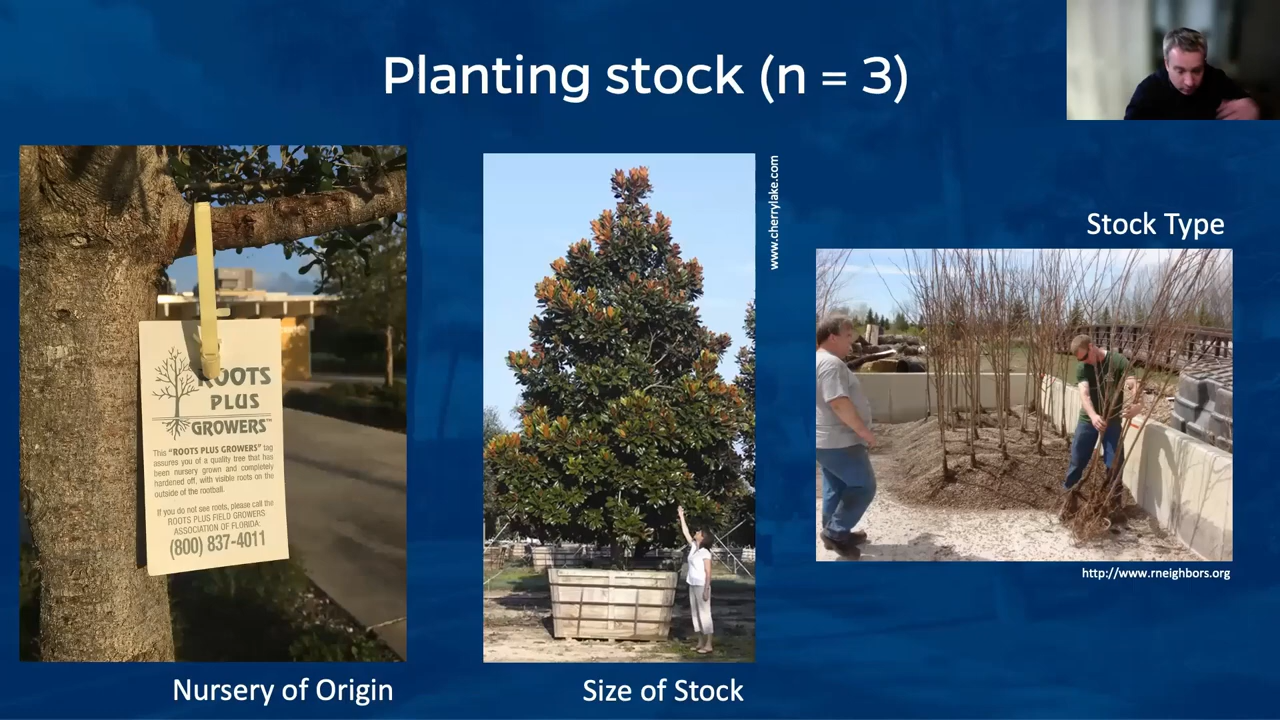 Planting stock (n = 3)
ROOTS
PLUS
GROWERS™
This "ROOTS PLUS GROWERS" tag
assures you of a quality tree that has
been nursery grown and completely
hardened off, with visible roots on the
outside of the rootball.
If you do not see roots, please call the
ROOTS PLUS FIELD GROWERS
ASSOCIATION OF FLORIDA:
(800) 837-4011
Nursery of Origin
www.cherrylake.com
Size of Stock
Stock Type
http://www.rneighbors.org